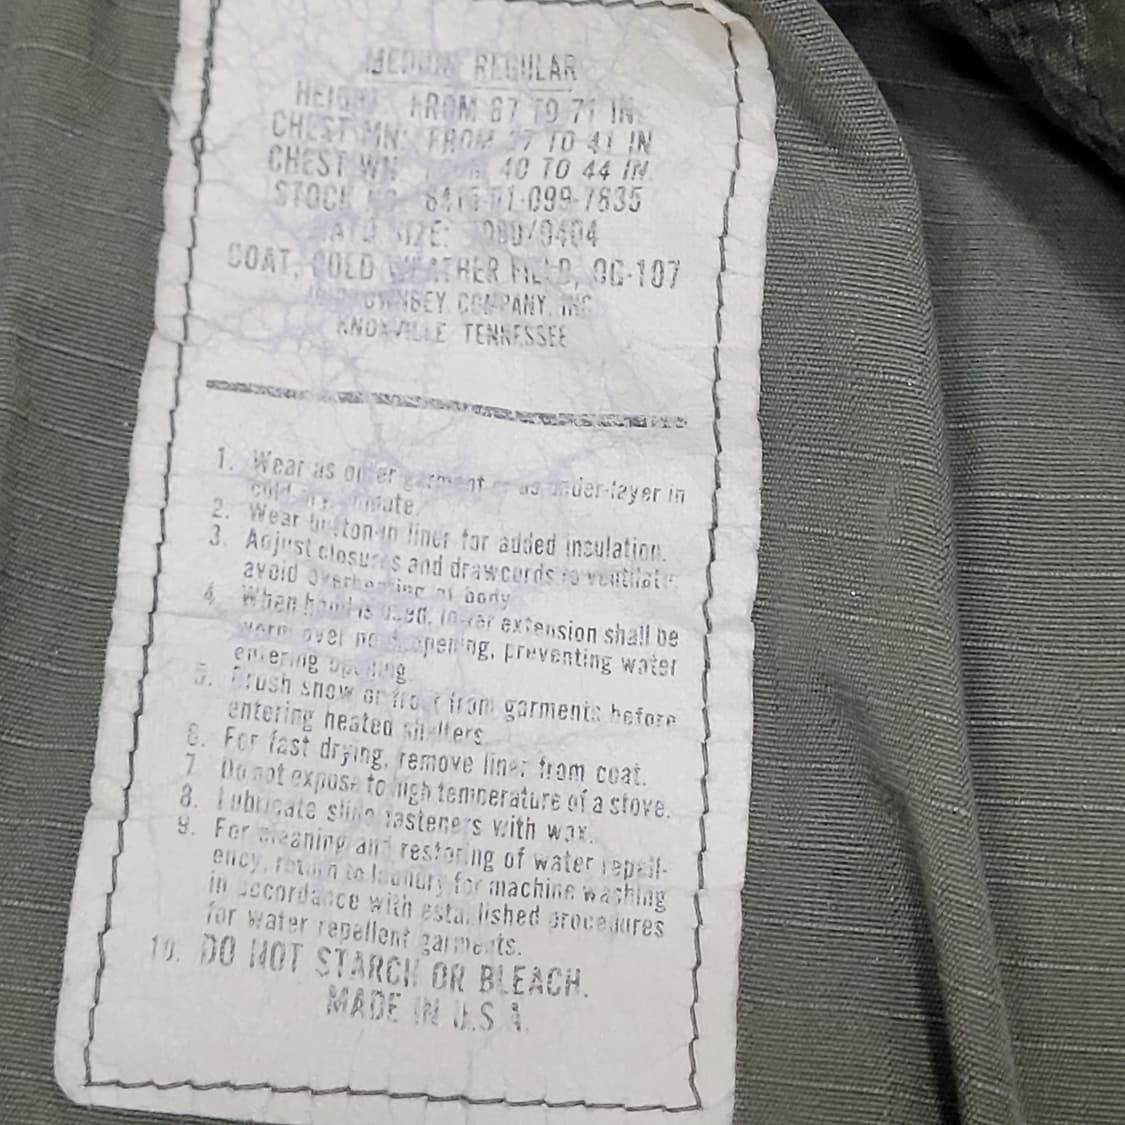 MEDIUM REGULAR
HEIGHT FROM 67 TO 71 IN.
CHEST MN: FROM 37 TO 41 IN
CHEST WN 40 TO 44 IN.
STOCK NO. 7835
NATO SIZE:
COAT, COLD WEATHER FIELD, OG-107
COMPANY, INC
KNOXVILLE TENNESSEE
1. Wear as outer garment or as under-layer in
cold climate.
2. Wear button-in liner for added insulation.
3. Adjust closures and drawcords to ventilate
avoid overheating of body
4. When hood is used, lower extension shall be
worn over neck opening, preventing water
entering opening
5. Brush snow or frost from garments before
entering heated shelters
6. For fast drying, remove liner from coat.
7. Do not expose to high temperature of a stove.
8. Lubricate slide fasteners with wax.
9. For cleaning and restoring of water repell-
ency, return to laundry for machine washing
in accordance with established procedures
for water repellent garments.
10. DO NOT STARCH OR BLEACH.
MADE IN U.S.A.